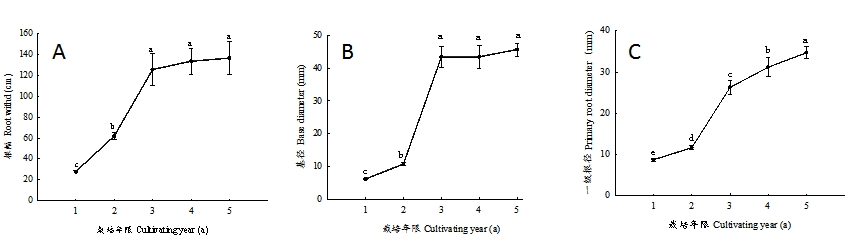 A
根幅 Root withd (cm)
160
140
120
100
80
60
40
20
0
c
b
a
a
a
1 2 3 4 5
栽培年限 Cultivating year (a)
B
基径 Base diameter (mm)
50
40
30
20
10
0
c
b
a
a
a
1 2 3 4 5
栽培年限 Cultivating year (a)
C
一级根径 Primary root diameter (mm)
40
30
20
10
0
e
d
c
b
a
1 2 3 4 5
栽培年限 Cultivating year (a)